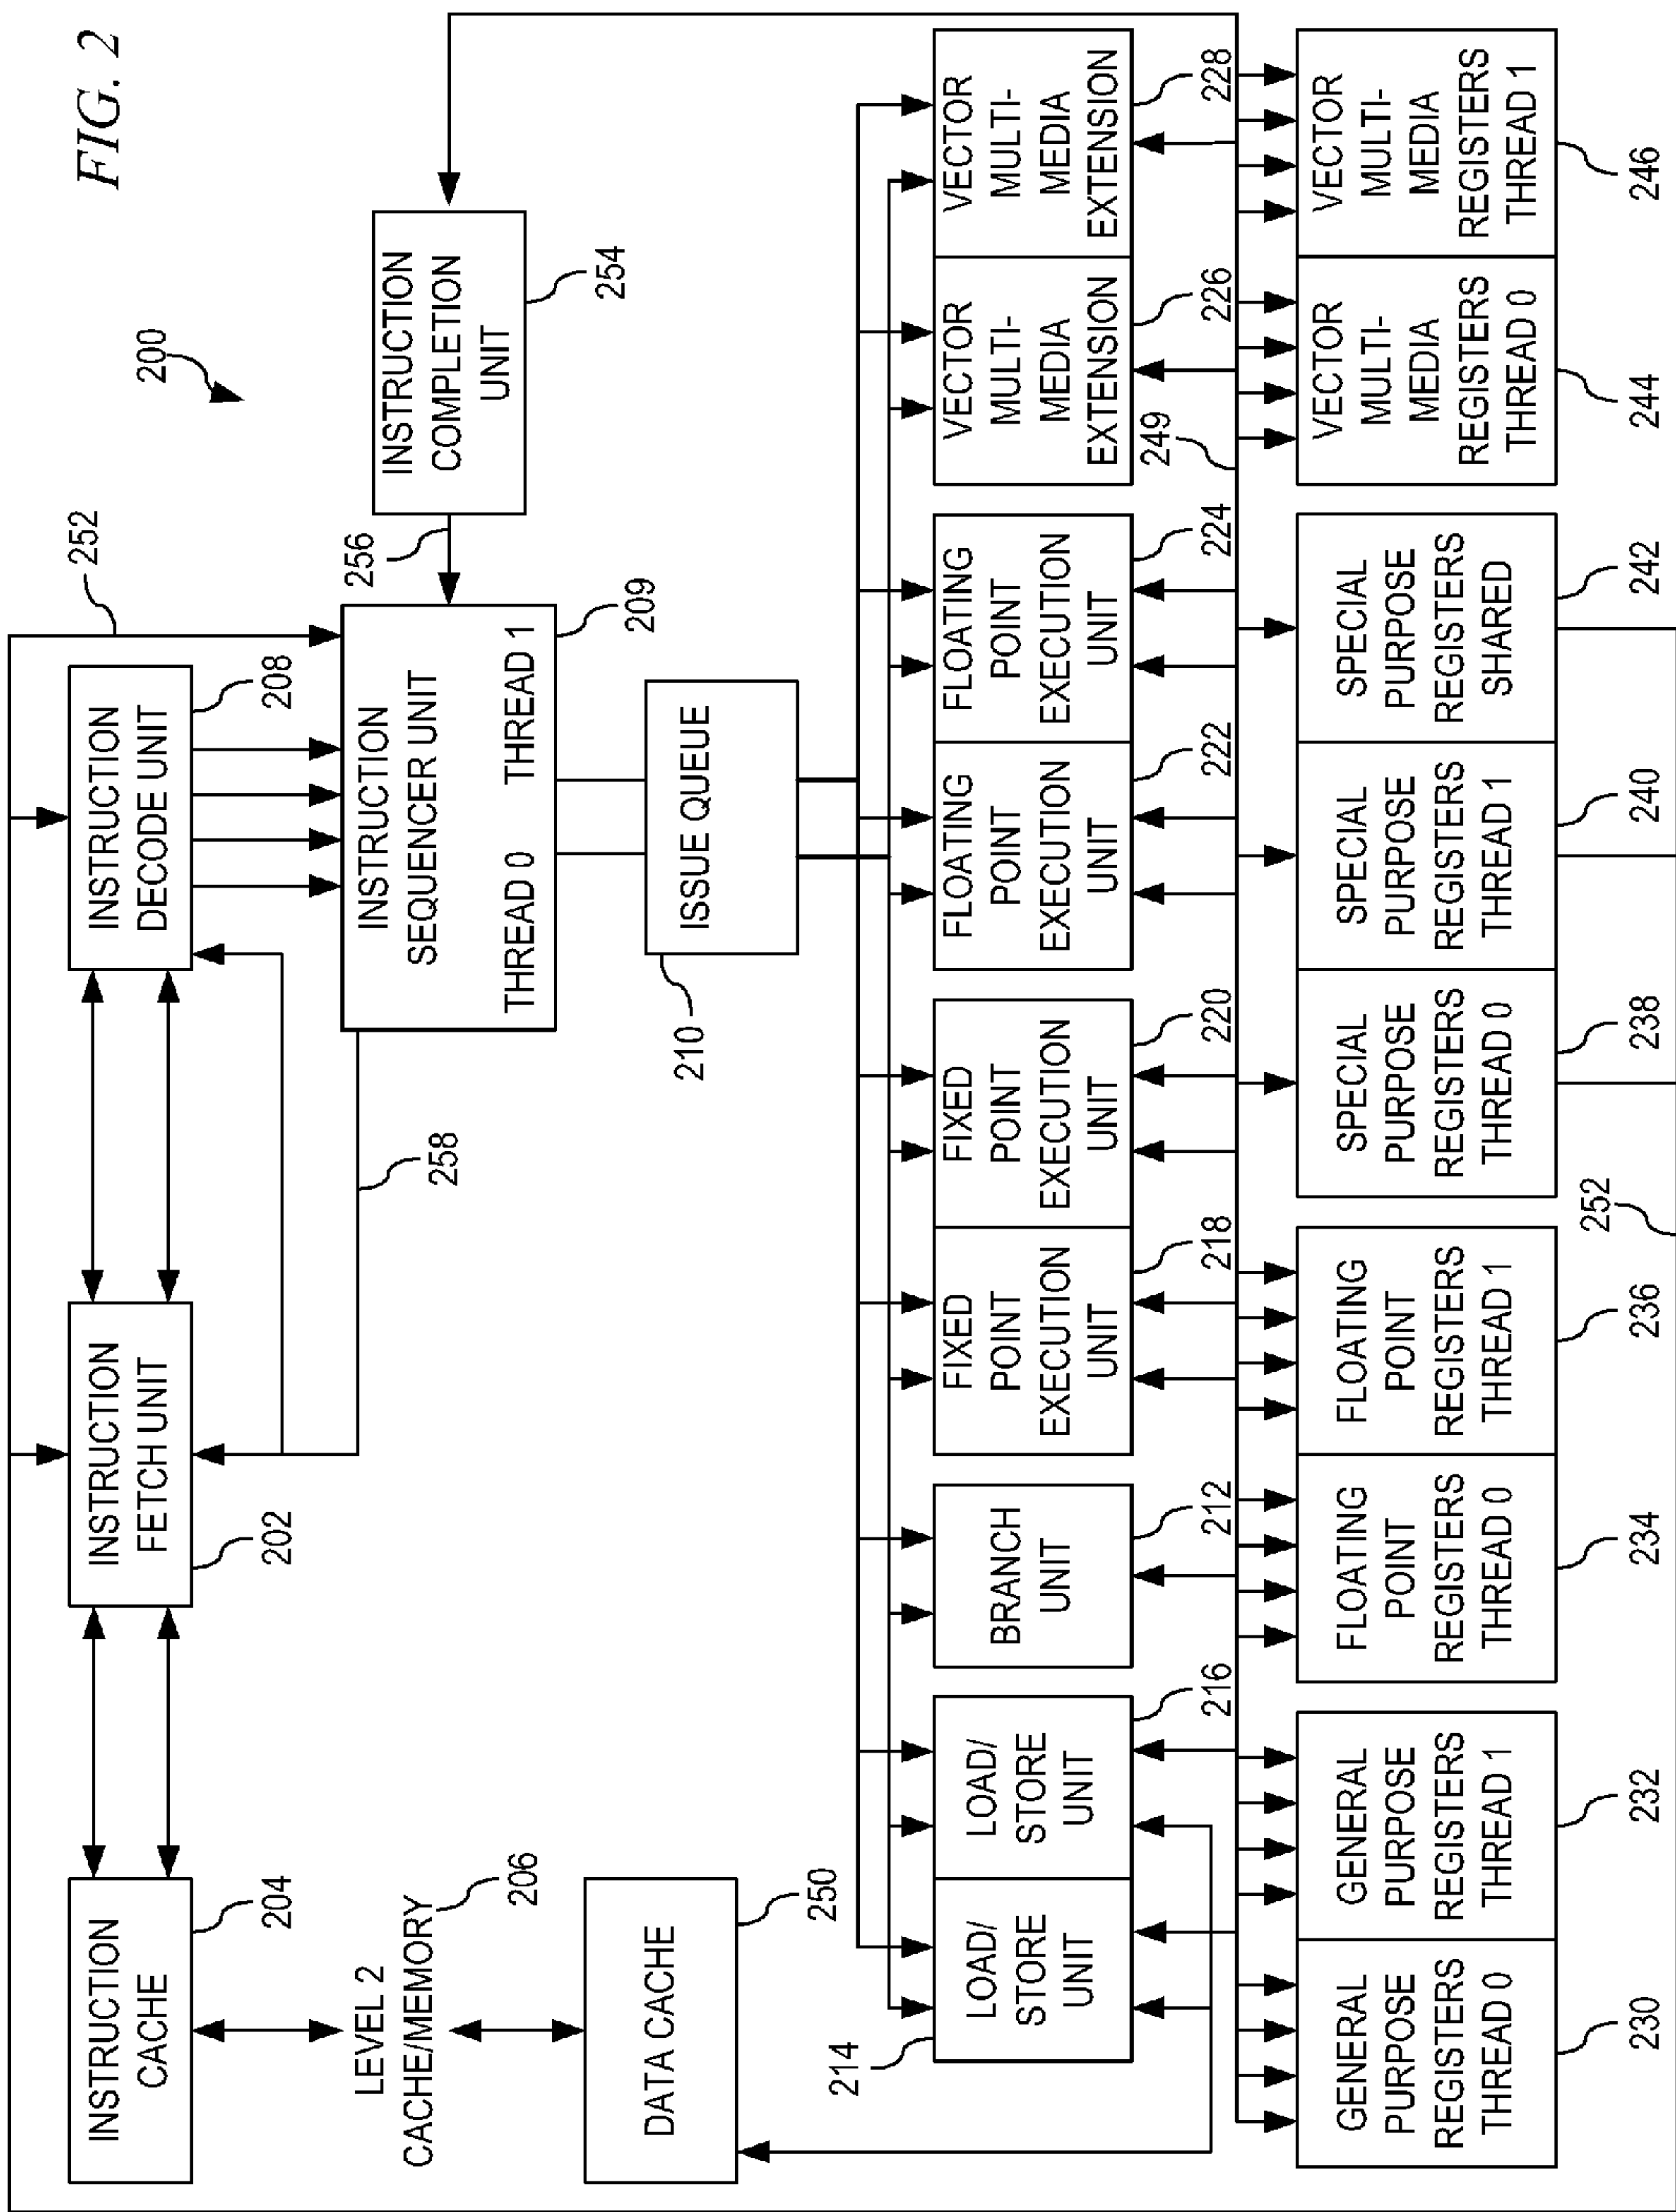 FIG. 2
200
252
INSTRUCTION
CACHE
204
INSTRUCTION
FETCH UNIT
202
INSTRUCTION
DECODE UNIT
208
LEVEL 2
CACHE/MEMORY
206
258
INSTRUCTION
SEQUENCER UNIT
THREAD 0 THREAD 1
209
256
INSTRUCTION
COMPLETION
UNIT
254
DATA CACHE
250
210
ISSUE QUEUE
214
LOAD/
STORE
UNIT
LOAD/
STORE
UNIT
216
BRANCH
UNIT
212
FIXED
POINT
EXECUTION
UNIT
218
FIXED
POINT
EXECUTION
UNIT
220
FLOATING
POINT
EXECUTION
UNIT
222
FLOATING
POINT
EXECUTION
UNIT
224
VECTOR
MULTI-
MEDIA
EXTENSION
226
VECTOR
MULTI-
MEDIA
EXTENSION
228
249
GENERAL
PURPOSE
REGISTERS
THREAD 0
230
GENERAL
PURPOSE
REGISTERS
THREAD 1
232
FLOATING
POINT
REGISTERS
THREAD 0
234
FLOATING
POINT
REGISTERS
THREAD 1
236
SPECIAL
PURPOSE
REGISTERS
THREAD 0
238
SPECIAL
PURPOSE
REGISTERS
THREAD 1
240
SPECIAL
PURPOSE
REGISTERS
SHARED
242
VECTOR
MULTI-
MEDIA
REGISTERS
THREAD 0
244
VECTOR
MULTI-
MEDIA
REGISTERS
THREAD 1
246
252